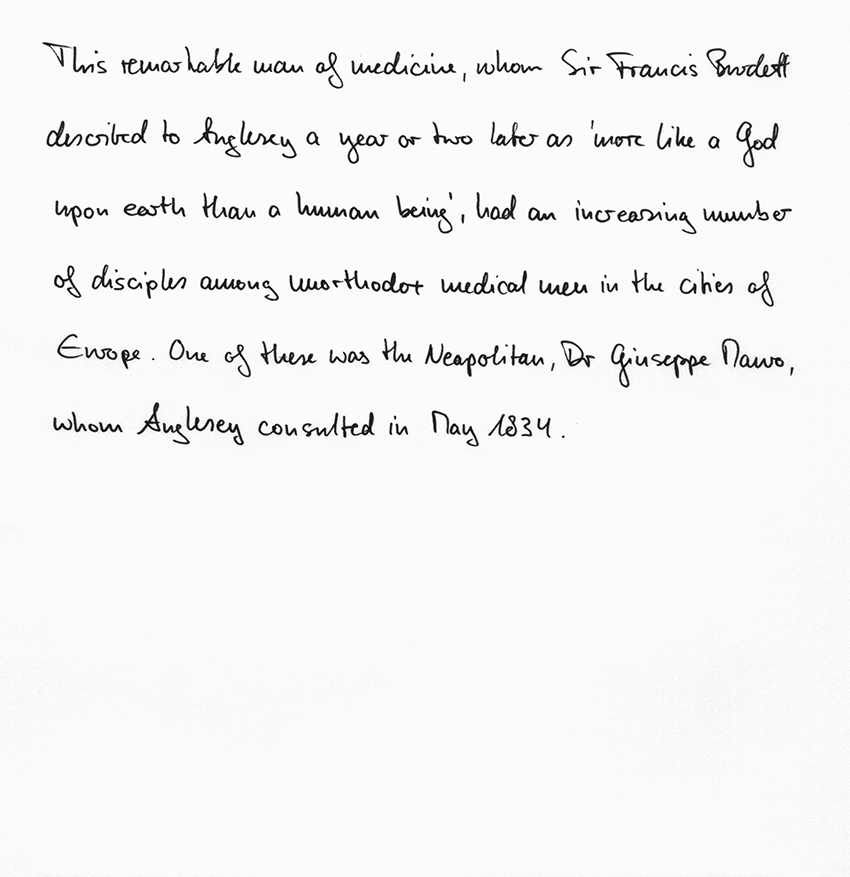 This remarkable man of medicine, whom Sir Francis Burdett
described to Anglesey a year or two later as 'more like a God
upon earth than a human being', had an increasing number
of disciples among unorthodox medical men in the cities of
Europe. One of these was the Neapolitan, Dr Giuseppe Mauro,
whom Anglesey consulted in May 1834.